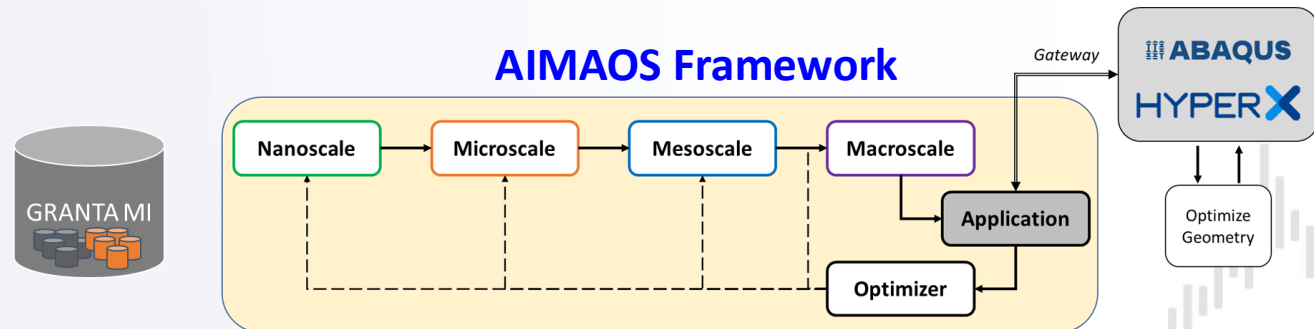 AIMAOS Framework
Gateway
ABAQUS
HYPERX
GRANTA MI
Nanoscale
Microscale
Mesoscale
Macroscale
Application
Optimizer
Optimize
Geometry